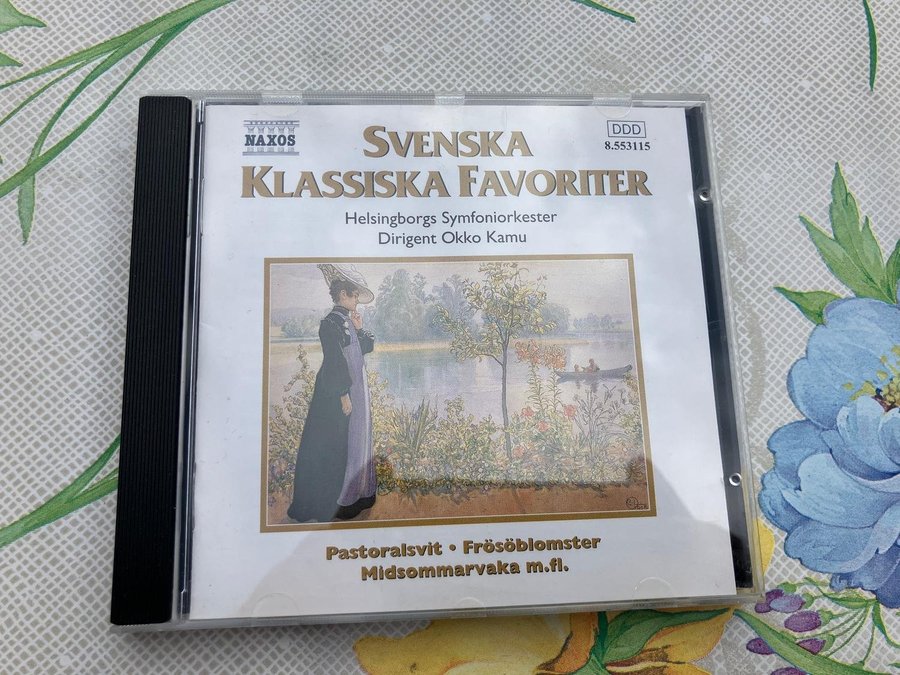 NAXOS
DDD
8.553115
SVENSKA
KLASSISKA FAVORITER
Helsingborgs Symfoniorkester
Dirigent Okko Kamu
Pastoralsvit • Frösöblomster
Midsommarvaka m.fl.